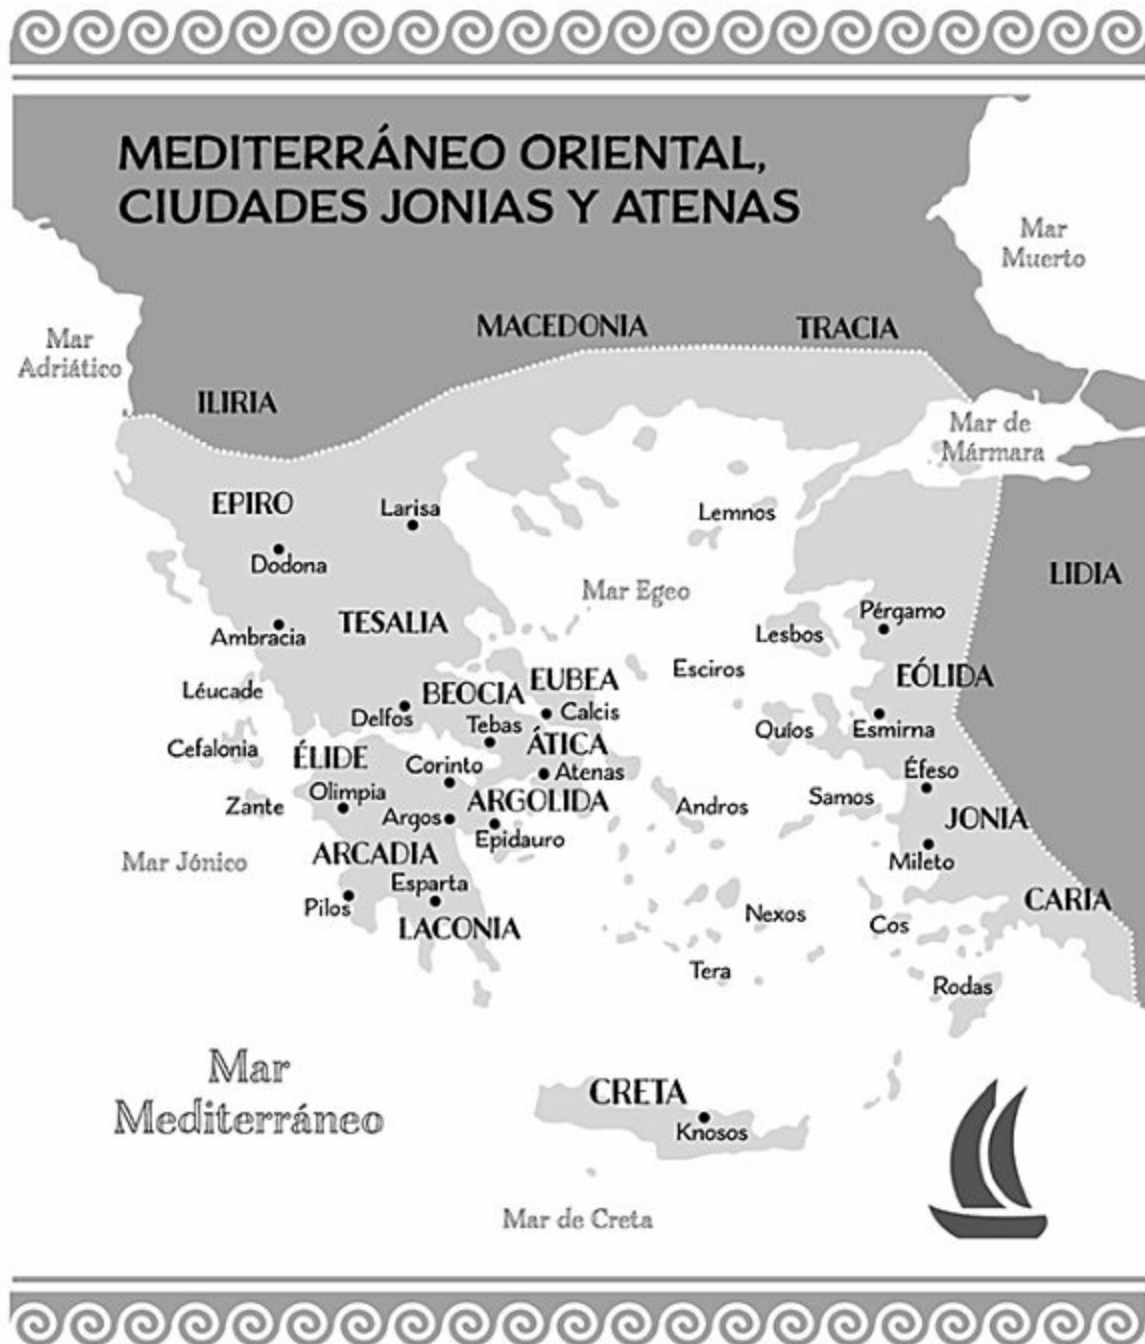 MEDITERRÁNEO ORIENTAL,
CIUDADES JONIAS Y ATENAS
Mar
Muerto
MACEDONIA
TRACIA
Mar
Adriático
ILIRIA
Mar de
Mármara
EPIRO
Larisa
Lemnos
Dodona
LIDIA
Mar Egeo
Pérgamo
TESALIA
Ambracia
Lesbos
Esciros
EÓLIDA
EUBEA
BEOCIA
Léucade
Delfos
Calcis
Tebas
Quíos
Esmirna
Cefalonia
ÉLIDE
ÁTICA
Corinto
Atenas
Éfeso
Olimpia
ARGOLIDA
Zante
Andros
Samos
Argos
JONIA
Epidauro
Mar Jónico
ARCADIA
Mileto
Esparta
CARIA
Pilos
Nexos
LACONIA
Cos
Tera
Rodas
Mar
Mediterráneo
CRETA
Knosos
Mar de Creta